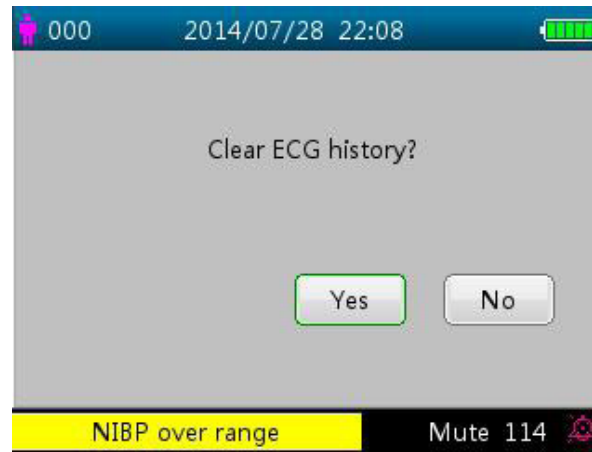 000 2014/07/28 22:08
Clear ECG history?
Yes No
NIBP over range Mute 114